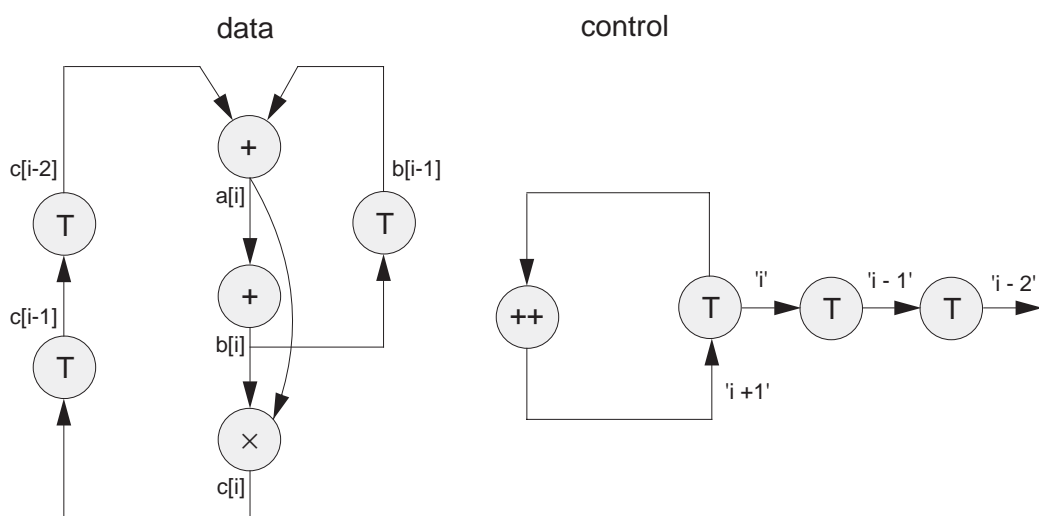 data
control
+
c[i-2]
b[i-1]
a[i]
T
T
+
'i'
'i - 1'
'i - 2'
++
T
T
T
c[i-1]
b[i]
T
'i +1'
×
c[i]